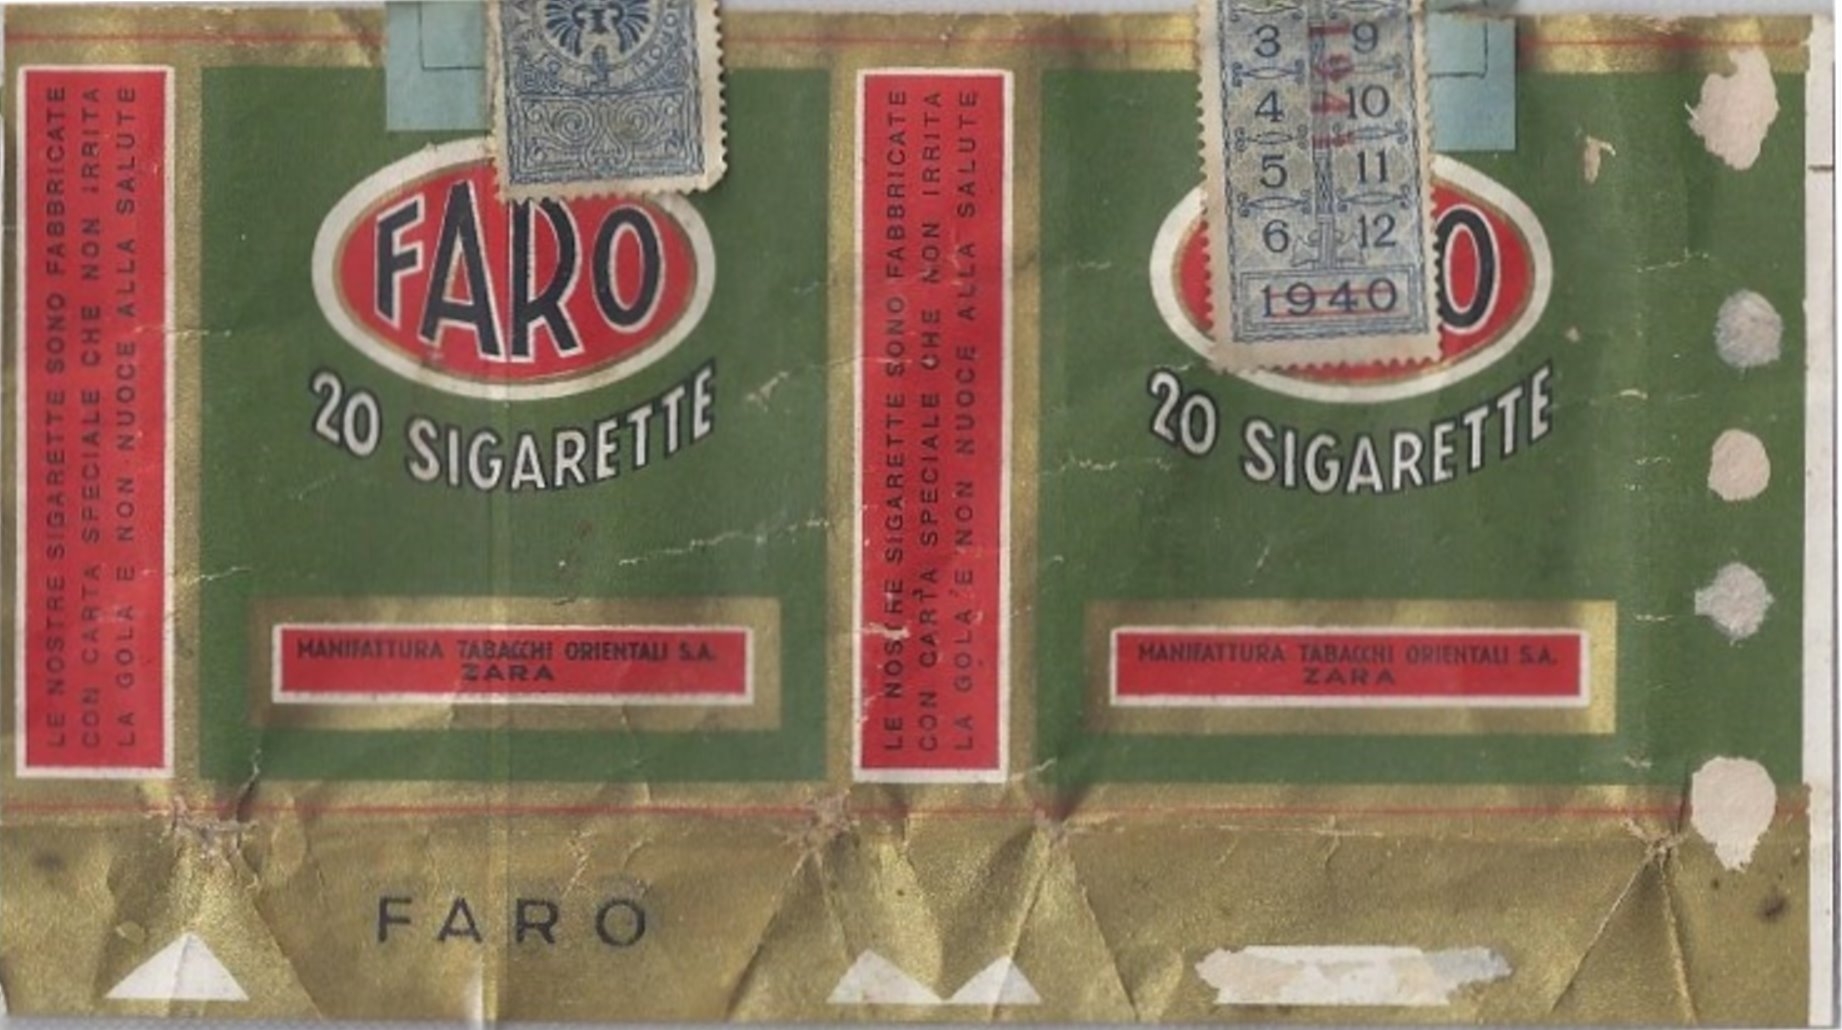 LE NOSTRE SIGARETTE SONO FABBRICATE
CON CARTA SPECIALE CHE NON IRRITA
LA GOLA E NON NUOCE ALLA SALUTE
FARO
20 SIGARETTE
MANIFATTURA TABACCHI ORIENTALI S.A.
ZARA
FARO
LE NOSTRE SIGARETTE SONO FABBRICATE
CON CARTA SPECIALE CHE NON IRRITA
LA GOLA E NON NUOCE ALLA SALUTE
3 9
4 10
5 11
6 12
1940
1941
O
20 SIGARETTE
MANIFATTURA TABACCHI ORIENTALI S.A.
ZARA